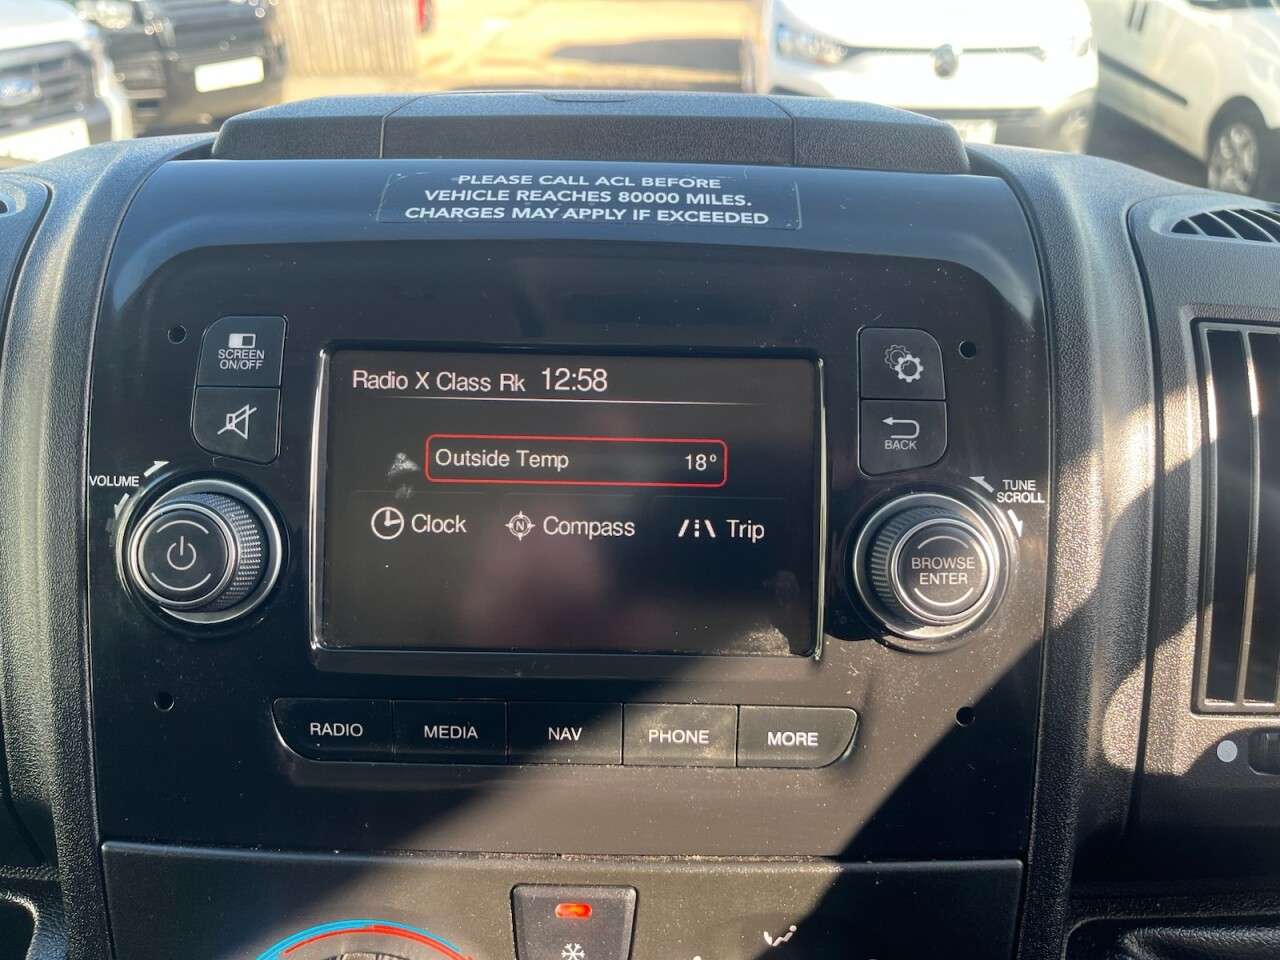 PLEASE CALL ACL BEFORE
VEHICLE REACHES 80000 MILES.
CHARGES MAY APPLY IF EXCEEDED
SCREEN
ON/OFF
Radio X Class Rk 12:58
Outside Temp 18°
Clock N Compass Trip
BACK
VOLUME
TUNE
SCROLL
BROWSE
ENTER
RADIO MEDIA NAV PHONE MORE